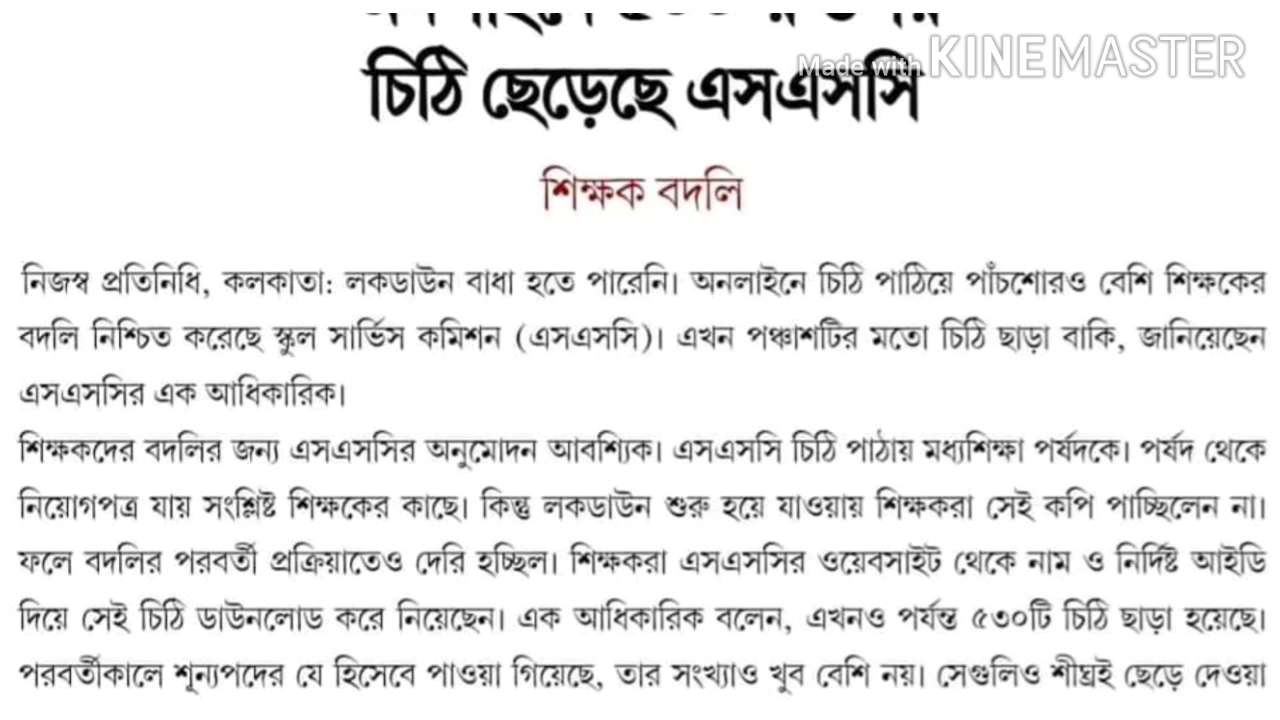 Made with KINEMASTER
চিঠি ছেড়েছে এসএসসি
শিক্ষক বদলি
নিজস্ব প্রতিনিধি, কলকাতা: লকডাউন বাধা হতে পারেনি। অনলাইনে চিঠি পাঠিয়ে পাঁচশোরও বেশি শিক্ষকের
বদলি নিশ্চিত করেছে স্কুল সার্ভিস কমিশন (এসএসসি)। এখন পঞ্চাশটির মতো চিঠি ছাড়া বাকি, জানিয়েছেন
এসএসসির এক আধিকারিক।
শিক্ষকদের বদলির জন্য এসএসসির অনুমোদন আবশ্যিক। এসএসসি চিঠি পাঠায় মধ্যশিক্ষা পর্ষদকে। পর্ষদ থেকে
নিয়োগপত্র যায় সংশ্লিষ্ট শিক্ষকের কাছে। কিন্তু লকডাউন শুরু হয়ে যাওয়ায় শিক্ষকরা সেই কপি পাচ্ছিলেন না।
ফলে বদলির পরবর্তী প্রক্রিয়াতেও দেরি হচ্ছিল। শিক্ষকরা এসএসসির ওয়েবসাইট থেকে নাম ও নির্দিষ্ট আইডি
দিয়ে সেই চিঠি ডাউনলোড করে নিয়েছেন। এক আধিকারিক বলেন, এখনও পর্যন্ত ৫৩০টি চিঠি ছাড়া হয়েছে।
পরবর্তীকালে শূন্যপদের যে হিসেবে পাওয়া গিয়েছে, তার সংখ্যাও খুব বেশি নয়। সেগুলিও শীঘ্রই ছেড়ে দেওয়া